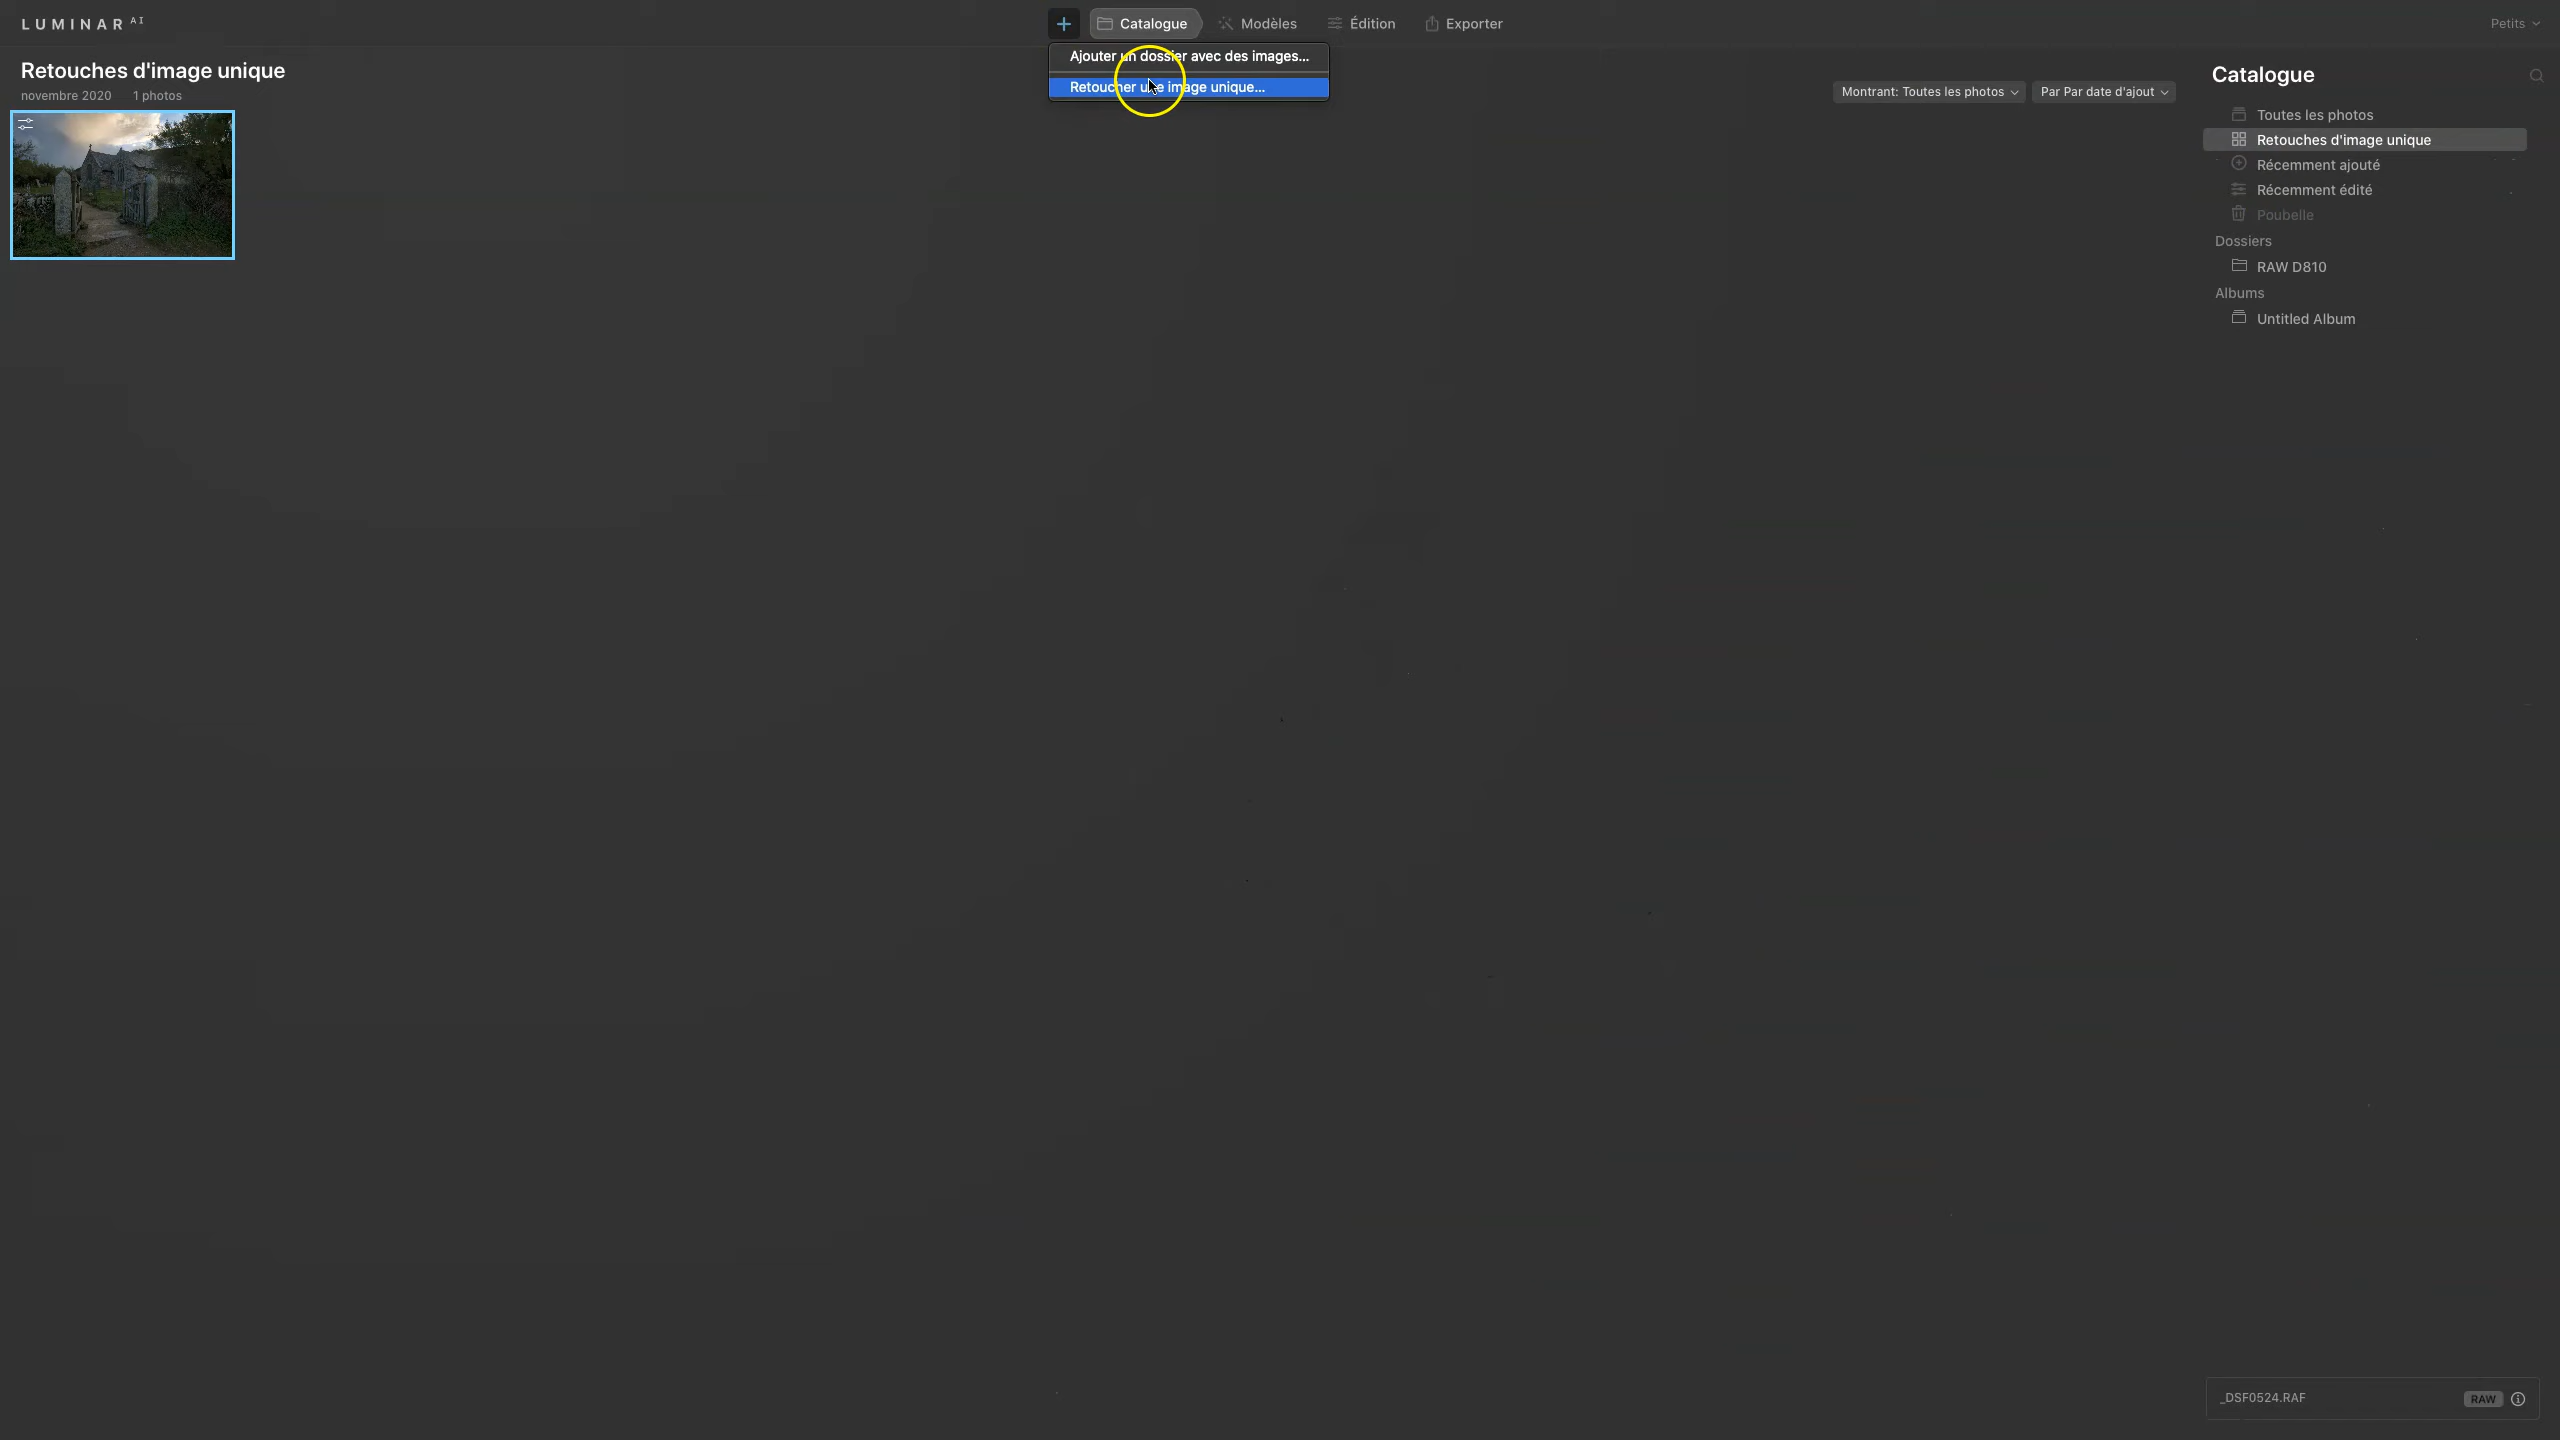 LUMINAR AI
Catalogue
Modèles
Édition
Exporter
Petits
Ajouter un dossier avec des images...
Retoucher une image unique...
Retouches d'image unique
novembre 2020 1 photos
Montrant: Toutes les photos
Par Par date d'ajout
Catalogue
Toutes les photos
Retouches d'image unique
Récemment ajouté
Récemment édité
Poubelle
Dossiers
RAW D810
Albums
Untitled Album
_DSF0524.RAF RAW